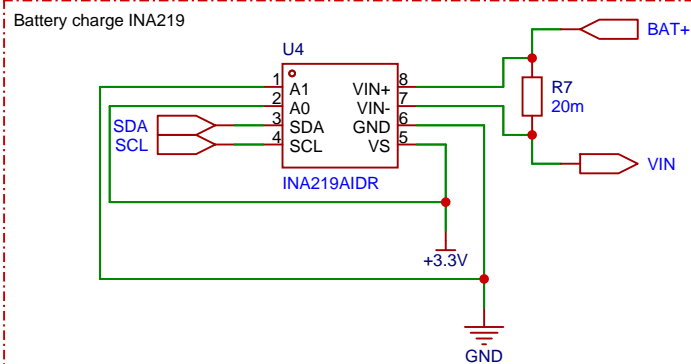 Battery charge INA219
BAT+
U4
1 A1 VIN+ 8
2 A0 VIN- 7
3 SDA GND 6
4 SCL VS 5
SDA
SCL
R7
20m
VIN
INA219AIDR
+3.3V
GND